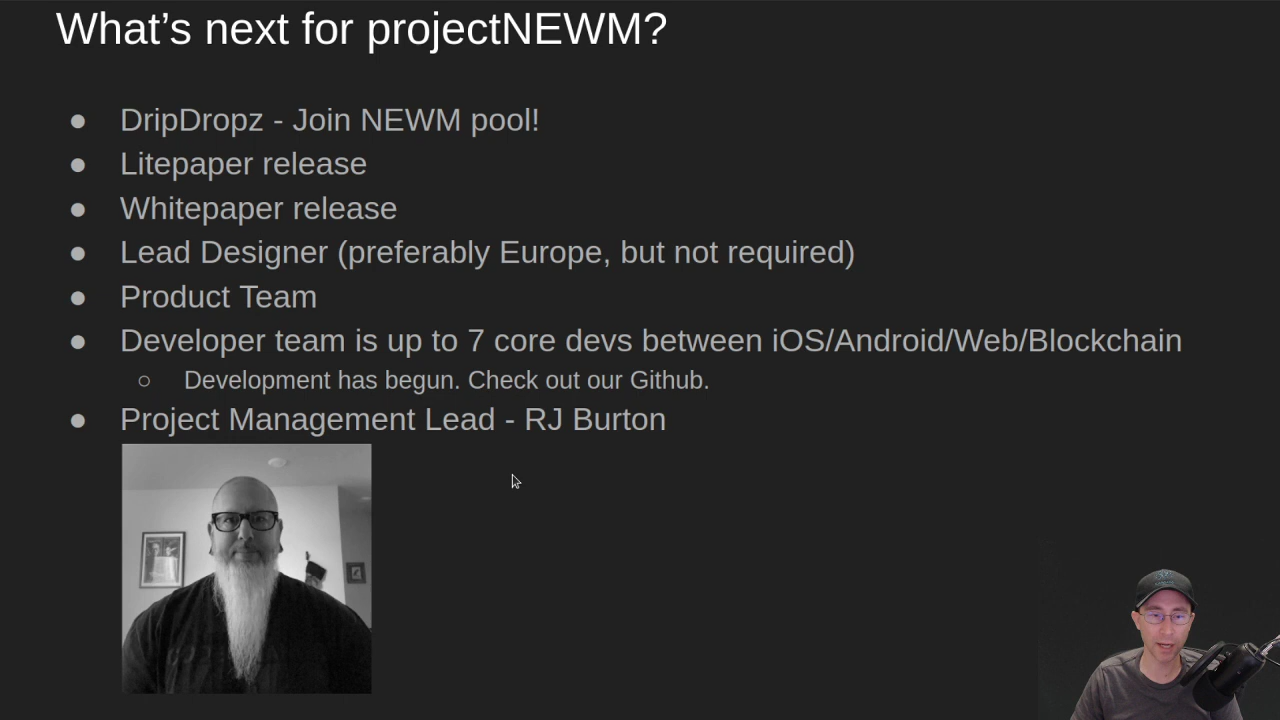 What’s next for projectNEWM?
● DripDropz - Join NEWM pool!
● Litepaper release
● Whitepaper release
● Lead Designer (preferably Europe, but not required)
● Product Team
● Developer team is up to 7 core devs between iOS/Android/Web/Blockchain
○ Development has begun. Check out our Github.
● Project Management Lead - RJ Burton